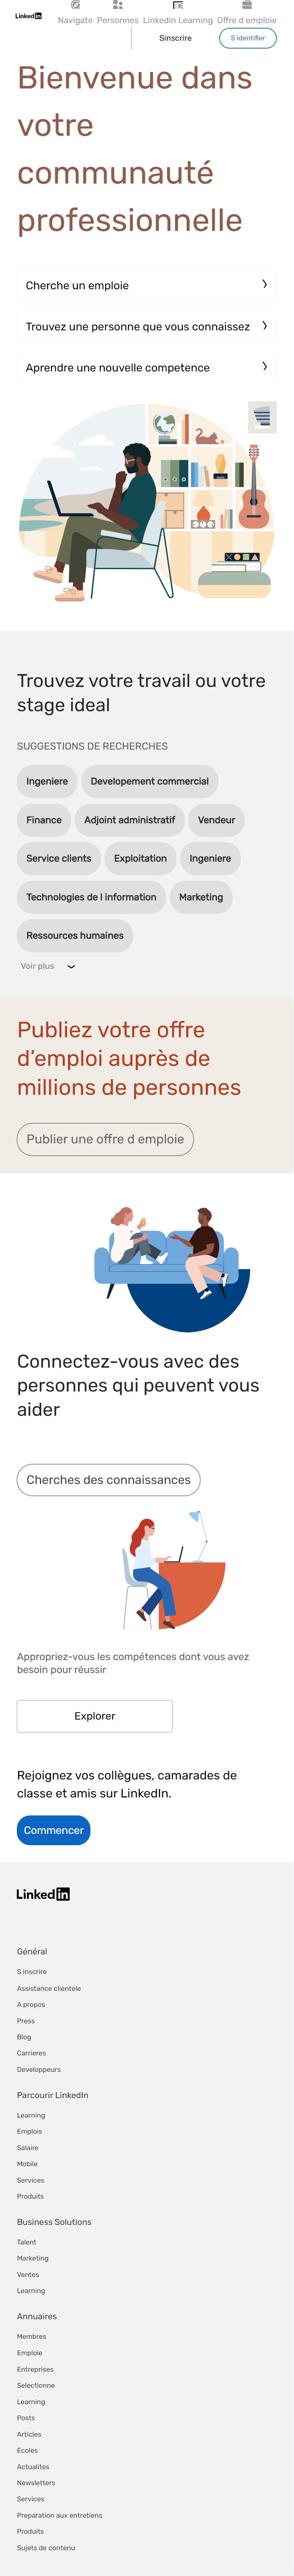 Linked in
Navigate Personnes Linkedin Learning Offre d emploie
Sinscrire S identifier
Bienvenue dans
votre
communauté
professionnelle
Cherche un emploie
Trouvez une personne que vous connaissez
Aprendre une nouvelle competence
Trouvez votre travail ou votre
stage ideal
SUGGESTIONS DE RECHERCHES
Ingeniere Developement commercial
Finance Adjoint administratif Vendeur
Service clients Exploitation Ingeniere
Technologies de l information Marketing
Ressources humaines
Voir plus
Publiez votre offre
d’emploi auprès de
millions de personnes
Publier une offre d emploie
Connectez-vous avec des
personnes qui peuvent vous
aider
Cherches des connaissances
Appropriez-vous les compétences dont vous avez
besoin pour réussir
Explorer
Rejoignez vos collègues, camarades de
classe et amis sur LinkedIn.
Commencer
Linked in
Général
S inscrire
Assistance clientele
A propos
Press
Blog
Carrieres
Developpeurs
Parcourir LinkedIn
Learning
Emplois
Salaire
Mobile
Services
Produits
Business Solutions
Talent
Marketing
Ventes
Learning
Annuaires
Membres
Emploie
Entreprises
Selectionne
Learning
Posts
Articles
Ecoles
Actualites
Newsletters
Services
Preparation aux entretiens
Produits
Sujets de contenu